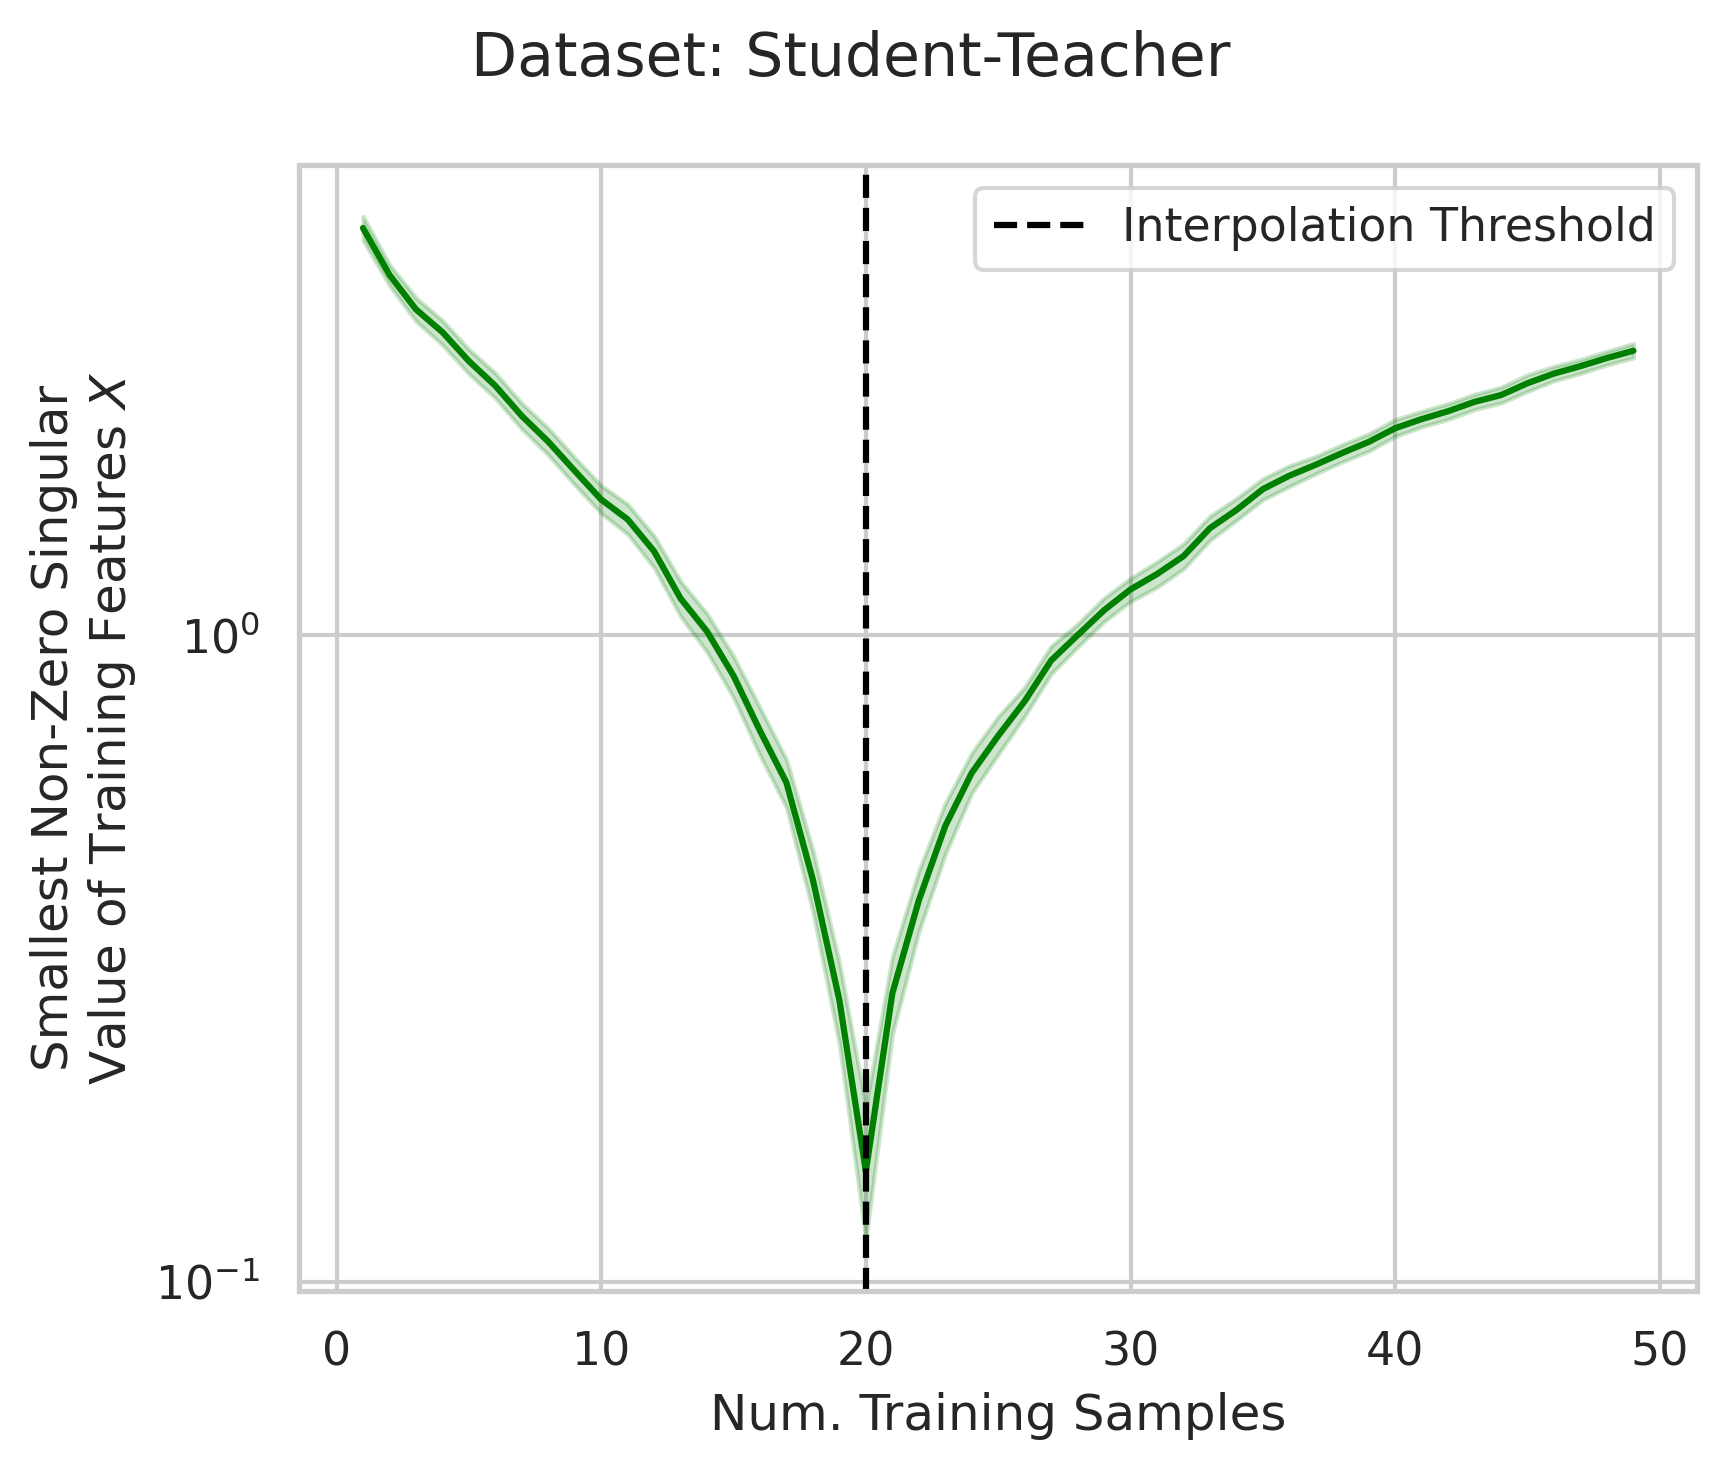 Dataset: Student-Teacher
Interpolation Threshold
Smallest Non-Zero Singular
Value of Training Features X
10⁰
10⁻¹
0 10 20 30 40 50
Num. Training Samples